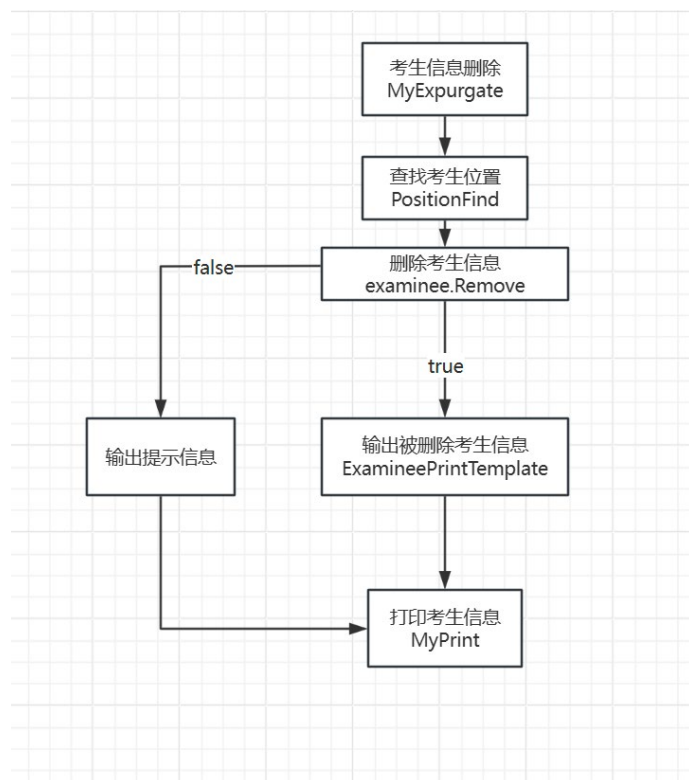 考生信息删除
MyExpurgate
查找考生位置
PositionFind
删除考生信息
examinee.Remove
false
true
输出提示信息
输出被删除考生信息
ExamineePrintTemplate
打印考生信息
MyPrint